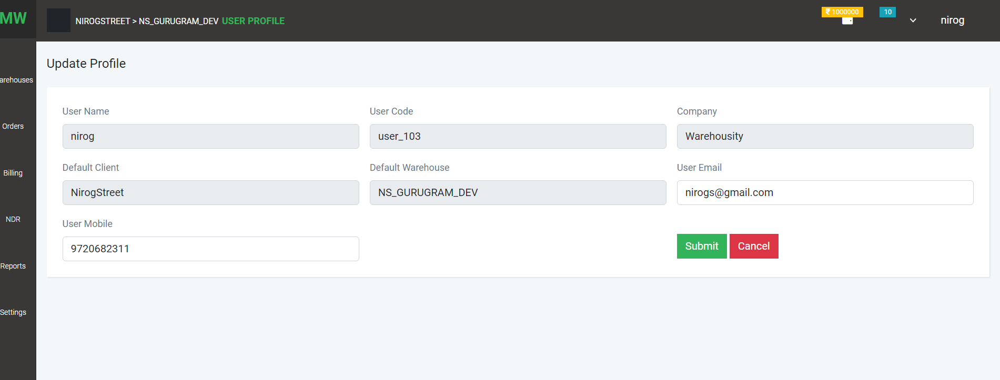 MW
NIROGSTREET > NS_GURUGRAM_DEV USER PROFILE
₹ 1000000
10
nirog
Update Profile
arehouses
Orders
Billing
NDR
Reports
Settings
User Name
User Code
Company
nirog
user_103
Warehousity
Default Client
Default Warehouse
User Email
NirogStreet
NS_GURUGRAM_DEV
nirogs@gmail.com
User Mobile
9720682311
Submit
Cancel